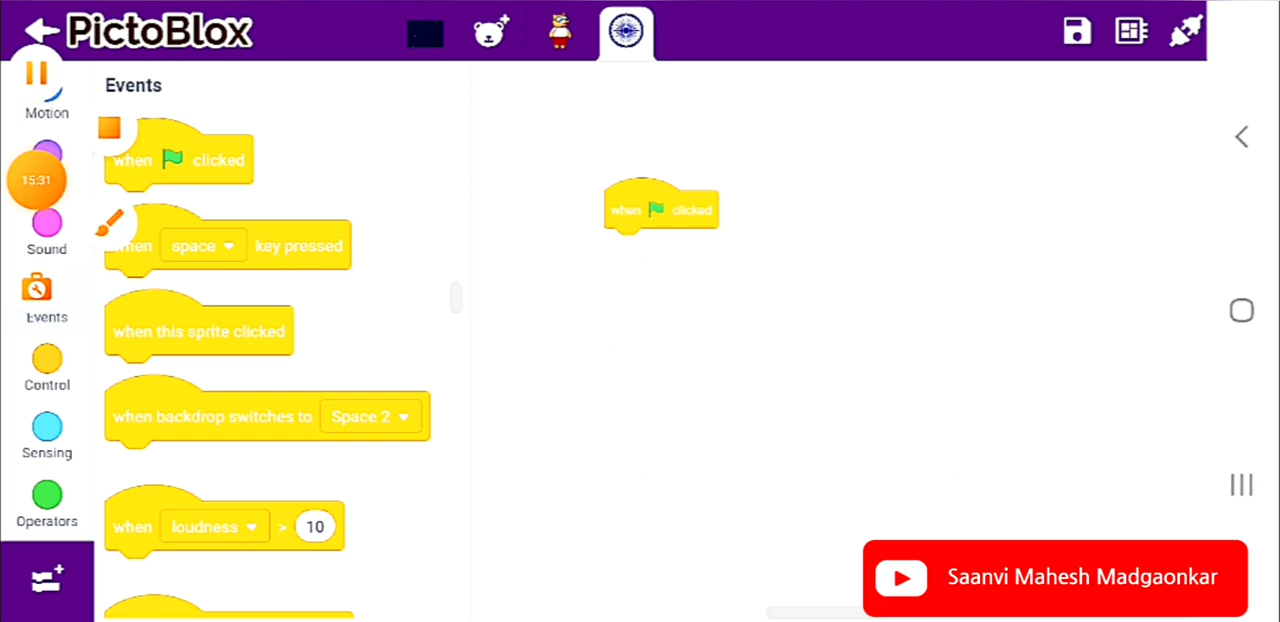 PictoBlox
Motion
15:31
Sound
Events
Control
Sensing
Operators
Events
when clicked
when space key pressed
when this sprite clicked
when backdrop switches to Space 2
when loudness > 10
when clicked
Saanvi Mahesh Madgaonkar